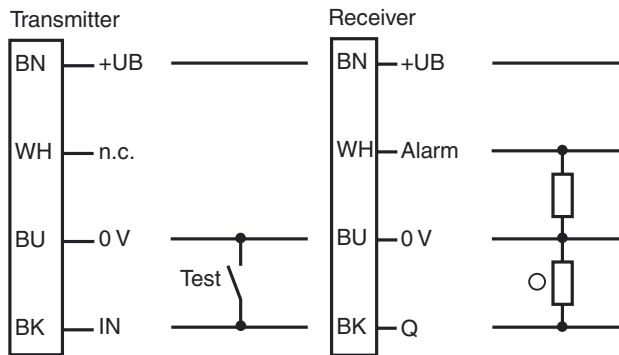 Transmitter
BN +UB
WH n.c.
BU 0 V
Test
BK IN
Receiver
BN +UB
WH Alarm
BU 0 V
BK Q